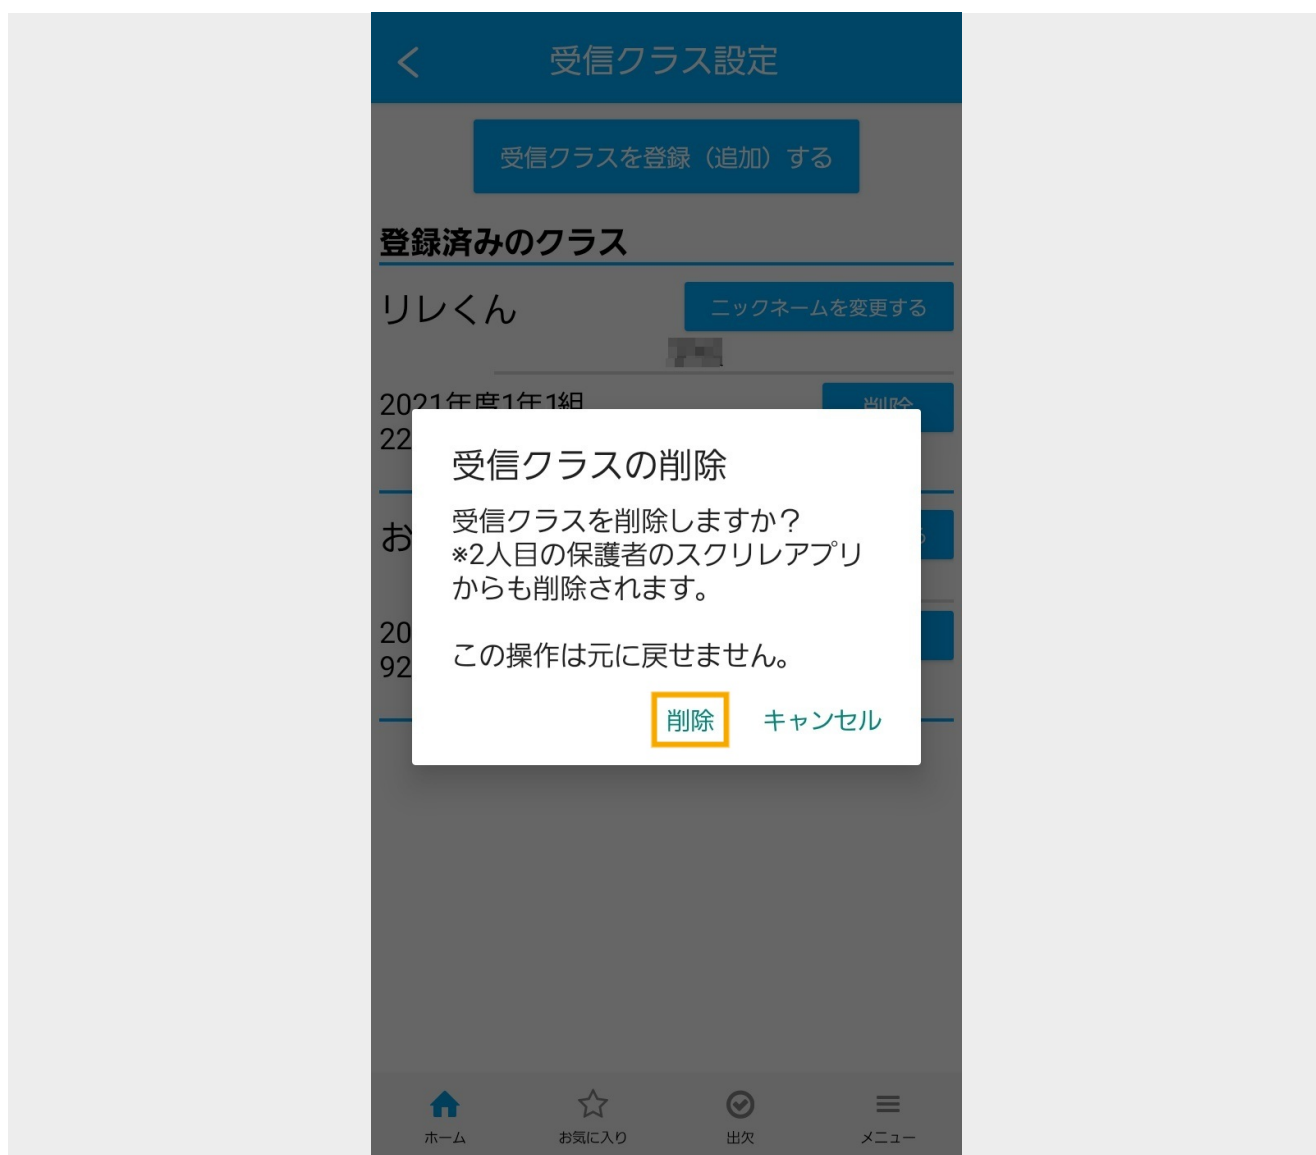 受信クラス設定
受信クラスを登録（追加）する
登録済みのクラス
リレくん
ニックネームを変更する
2021年度1年1組
削除
22
受信クラスの削除
受信クラスを削除しますか？
※2人目の保護者のスクリレアプリ
からも削除されます。
この操作は元に戻せません。
削除
キャンセル
お
る
20
92
ホーム
お気に入り
出欠
メニュー